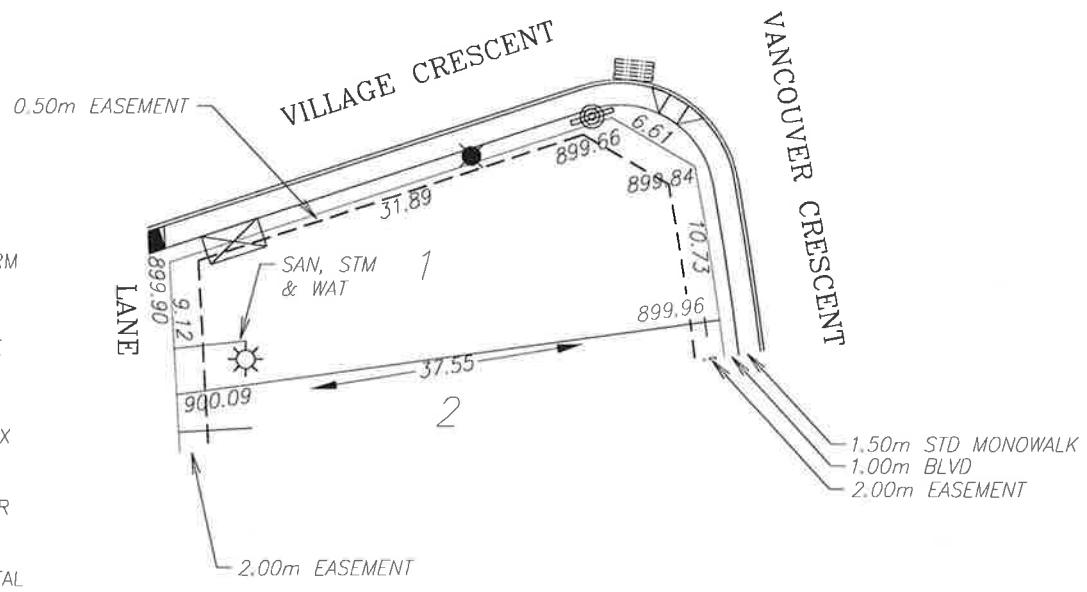 VILLAGE CRESCENT
VANCOUVER CRESCENT
0.50m EASEMENT
6.61
899.66
899.84
31.89
RM
SAN, STM
& WAT
1
10.73
899.90
9.12
LANE
899.96
37.55
900.09
2
X
R
TAL
1.50m STD MONOWALK
1.00m BLVD
2.00m EASEMENT
2.00m EASEMENT